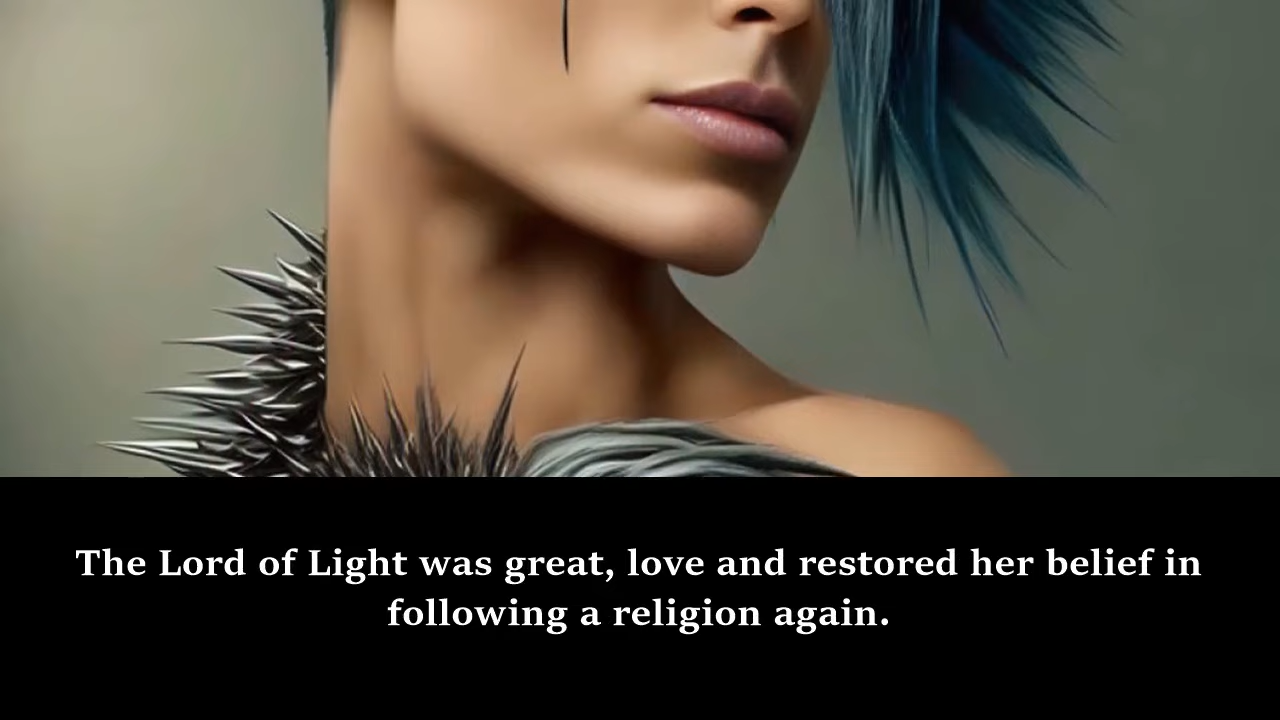 The Lord of Light was great, love and restored her belief in
following a religion again.